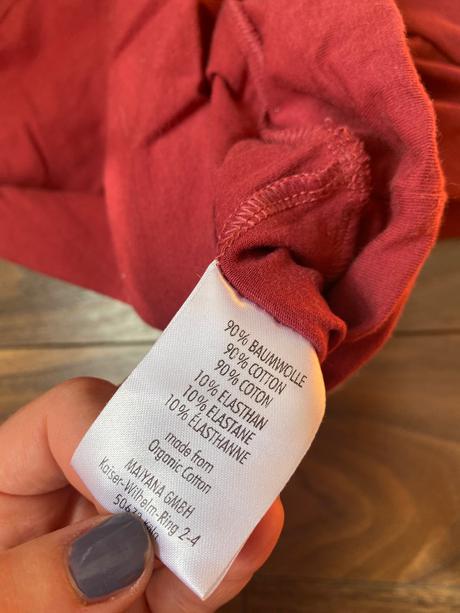 90% BAUMWOLLE
90% COTTON
90% COTON
10% ELASTHAN
10% ELASTANE
10% ÉLASTHANNE
made from
Organic Cotton
MAIYANA GMBH
Kaiser-Wilhelm-Ring 2-4